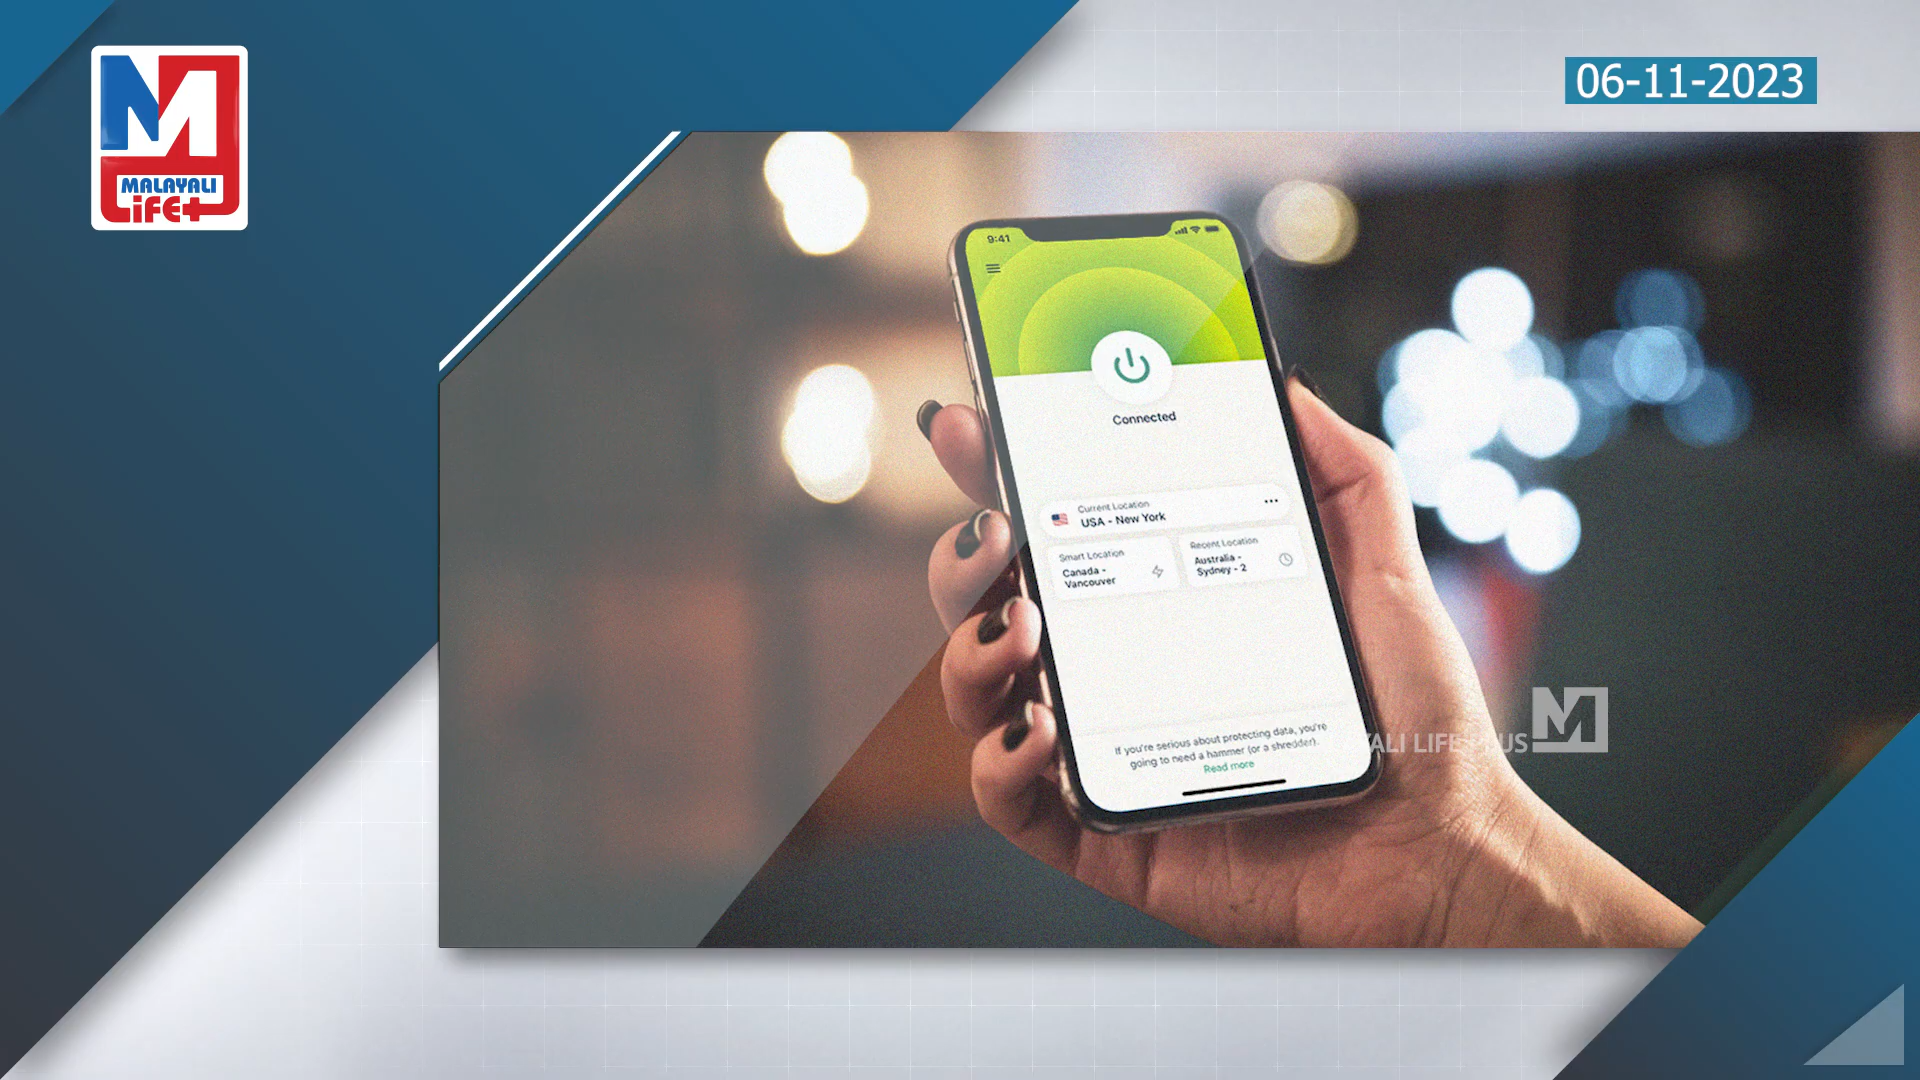 MALAYALI
LiFE+
06-11-2023
9:41
Connected
Current Location
USA - New York
Smart Location
Canada -
Vancouver
Recent Location
Australia -
Sydney - 2
If you're serious about protecting data, you're
going to need a hammer (or a shredder).
Read more
LIFE